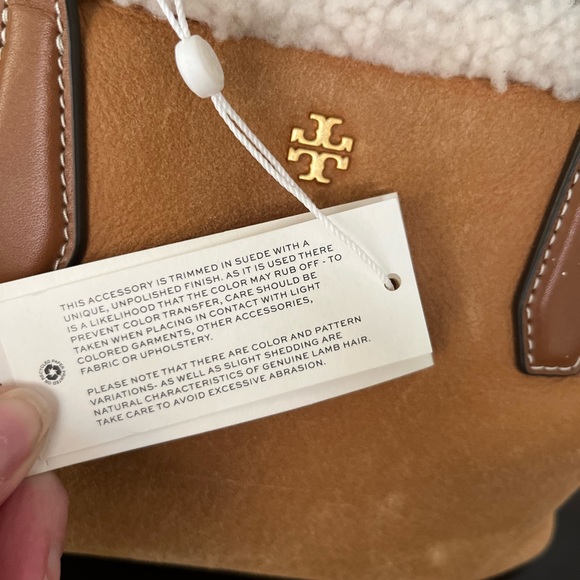 THIS ACCESSORY IS TRIMMED IN SUEDE WITH A
UNIQUE, UNPOLISHED FINISH. AS IT IS USED THERE
IS A LIKELIHOOD THAT THE COLOR MAY RUB OFF - TO
PREVENT COLOR TRANSFER, CARE SHOULD BE
TAKEN WHEN PLACING IN CONTACT WITH LIGHT
COLORED GARMENTS, OTHER ACCESSORIES,
FABRIC OR UPHOLSTERY.
PLEASE NOTE THAT THERE ARE COLOR AND PATTERN
VARIATIONS- AS WELL AS SLIGHT SHEDDING ARE
NATURAL CHARACTERISTICS OF GENUINE LAMB HAIR.
TAKE CARE TO AVOID EXCESSIVE ABRASION.